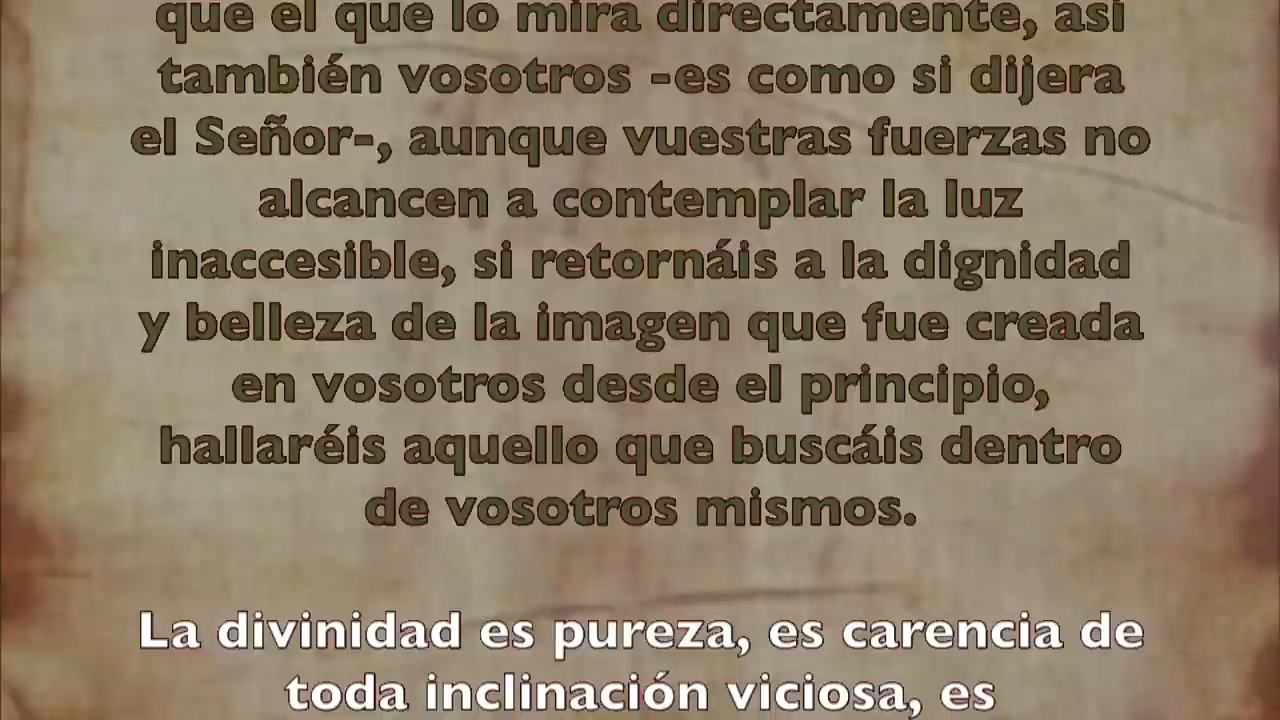 que el que lo mira directamente, así
también vosotros -es como si dijera
el Señor-, aunque vuestras fuerzas no
alcancen a contemplar la luz
inaccesible, si retornáis a la dignidad
y belleza de la imagen que fue creada
en vosotros desde el principio,
hallaréis aquello que buscáis dentro
de vosotros mismos.
La divinidad es pureza, es carencia de
toda inclinación viciosa, es